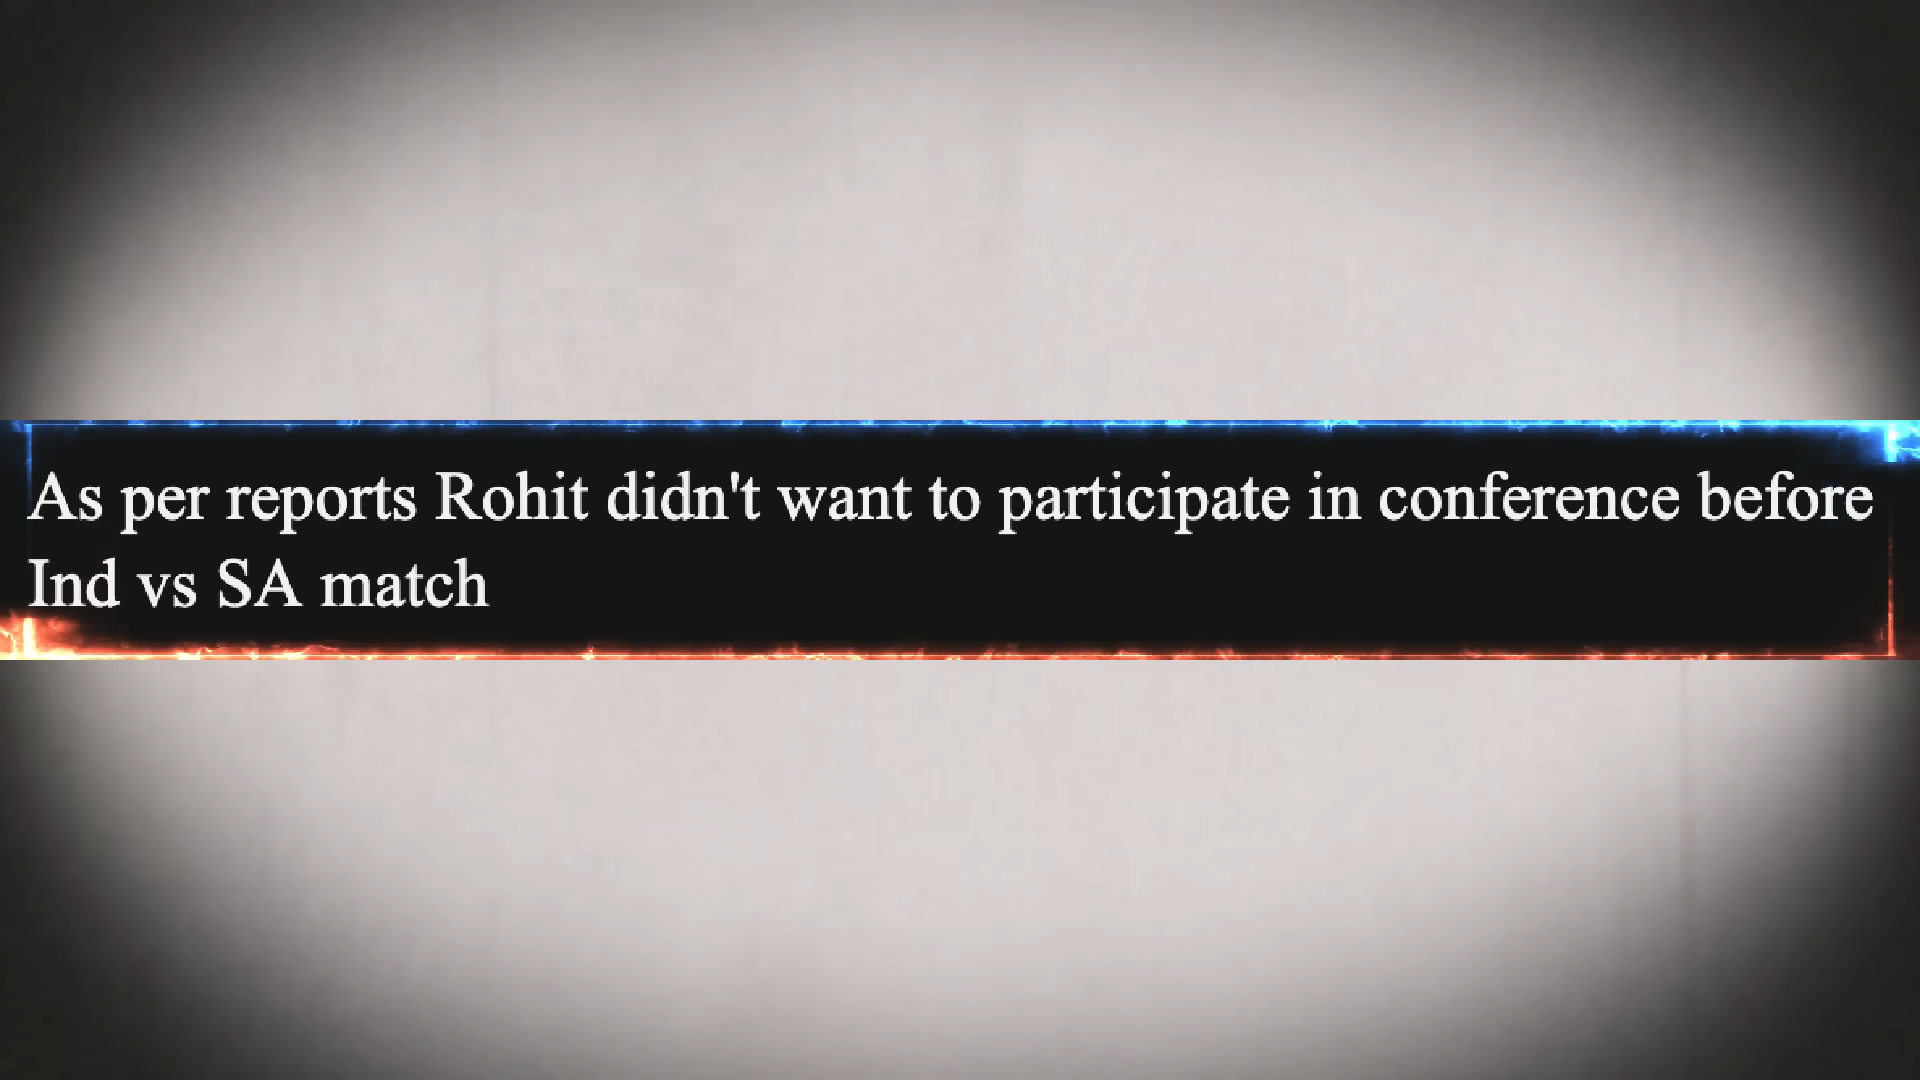 As per reports Rohit didn't want to participate in conference before
Ind vs SA match